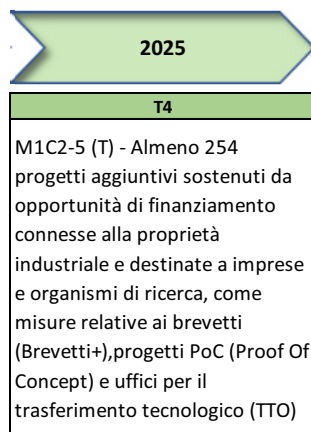 2025
T4
M1C2-5 (T) - Almeno 254
progetti aggiuntivi sostenuti da
opportunità di finanziamento
connesse alla proprietà
industriale e destinate a imprese
e organismi di ricerca, come
misure relative ai brevetti
(Brevetti+),progetti PoC (Proof Of
Concept) e uffici per il
trasferimento tecnologico (TTO)